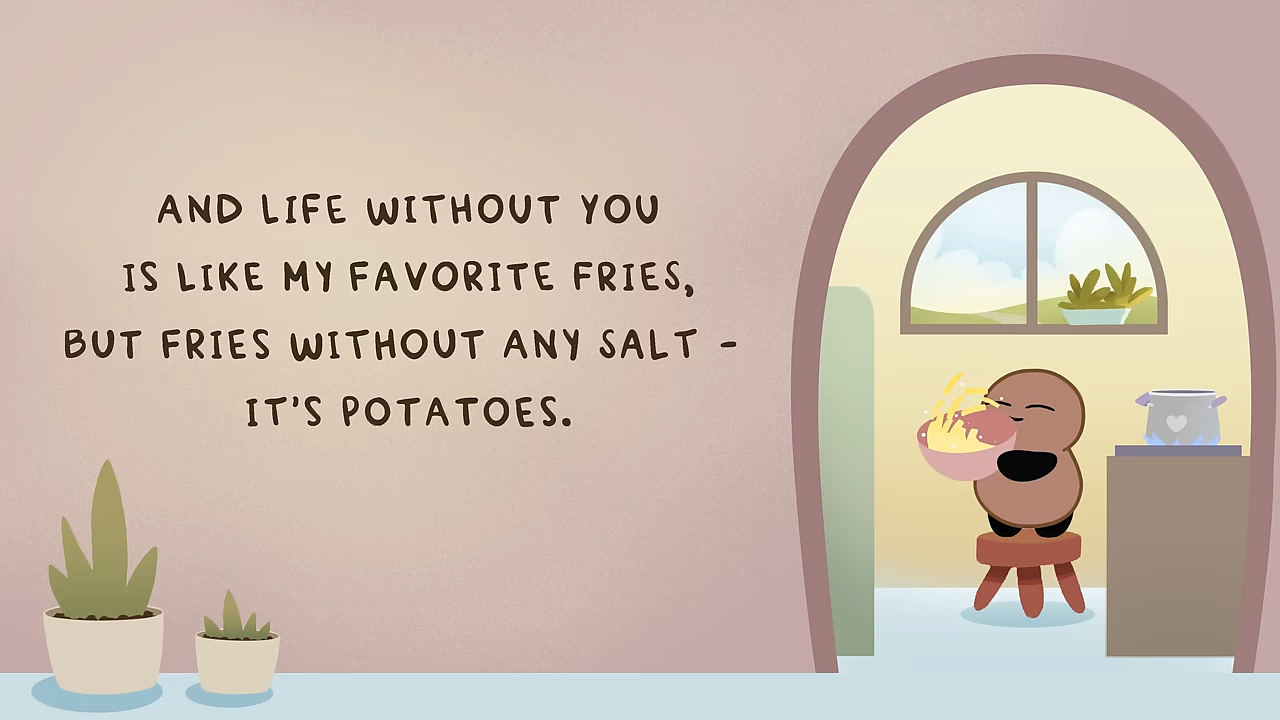 AND LIFE WITHOUT YOU
IS LIKE MY FAVORITE FRIES,
BUT FRIES WITHOUT ANY SALT -
IT'S POTATOES.